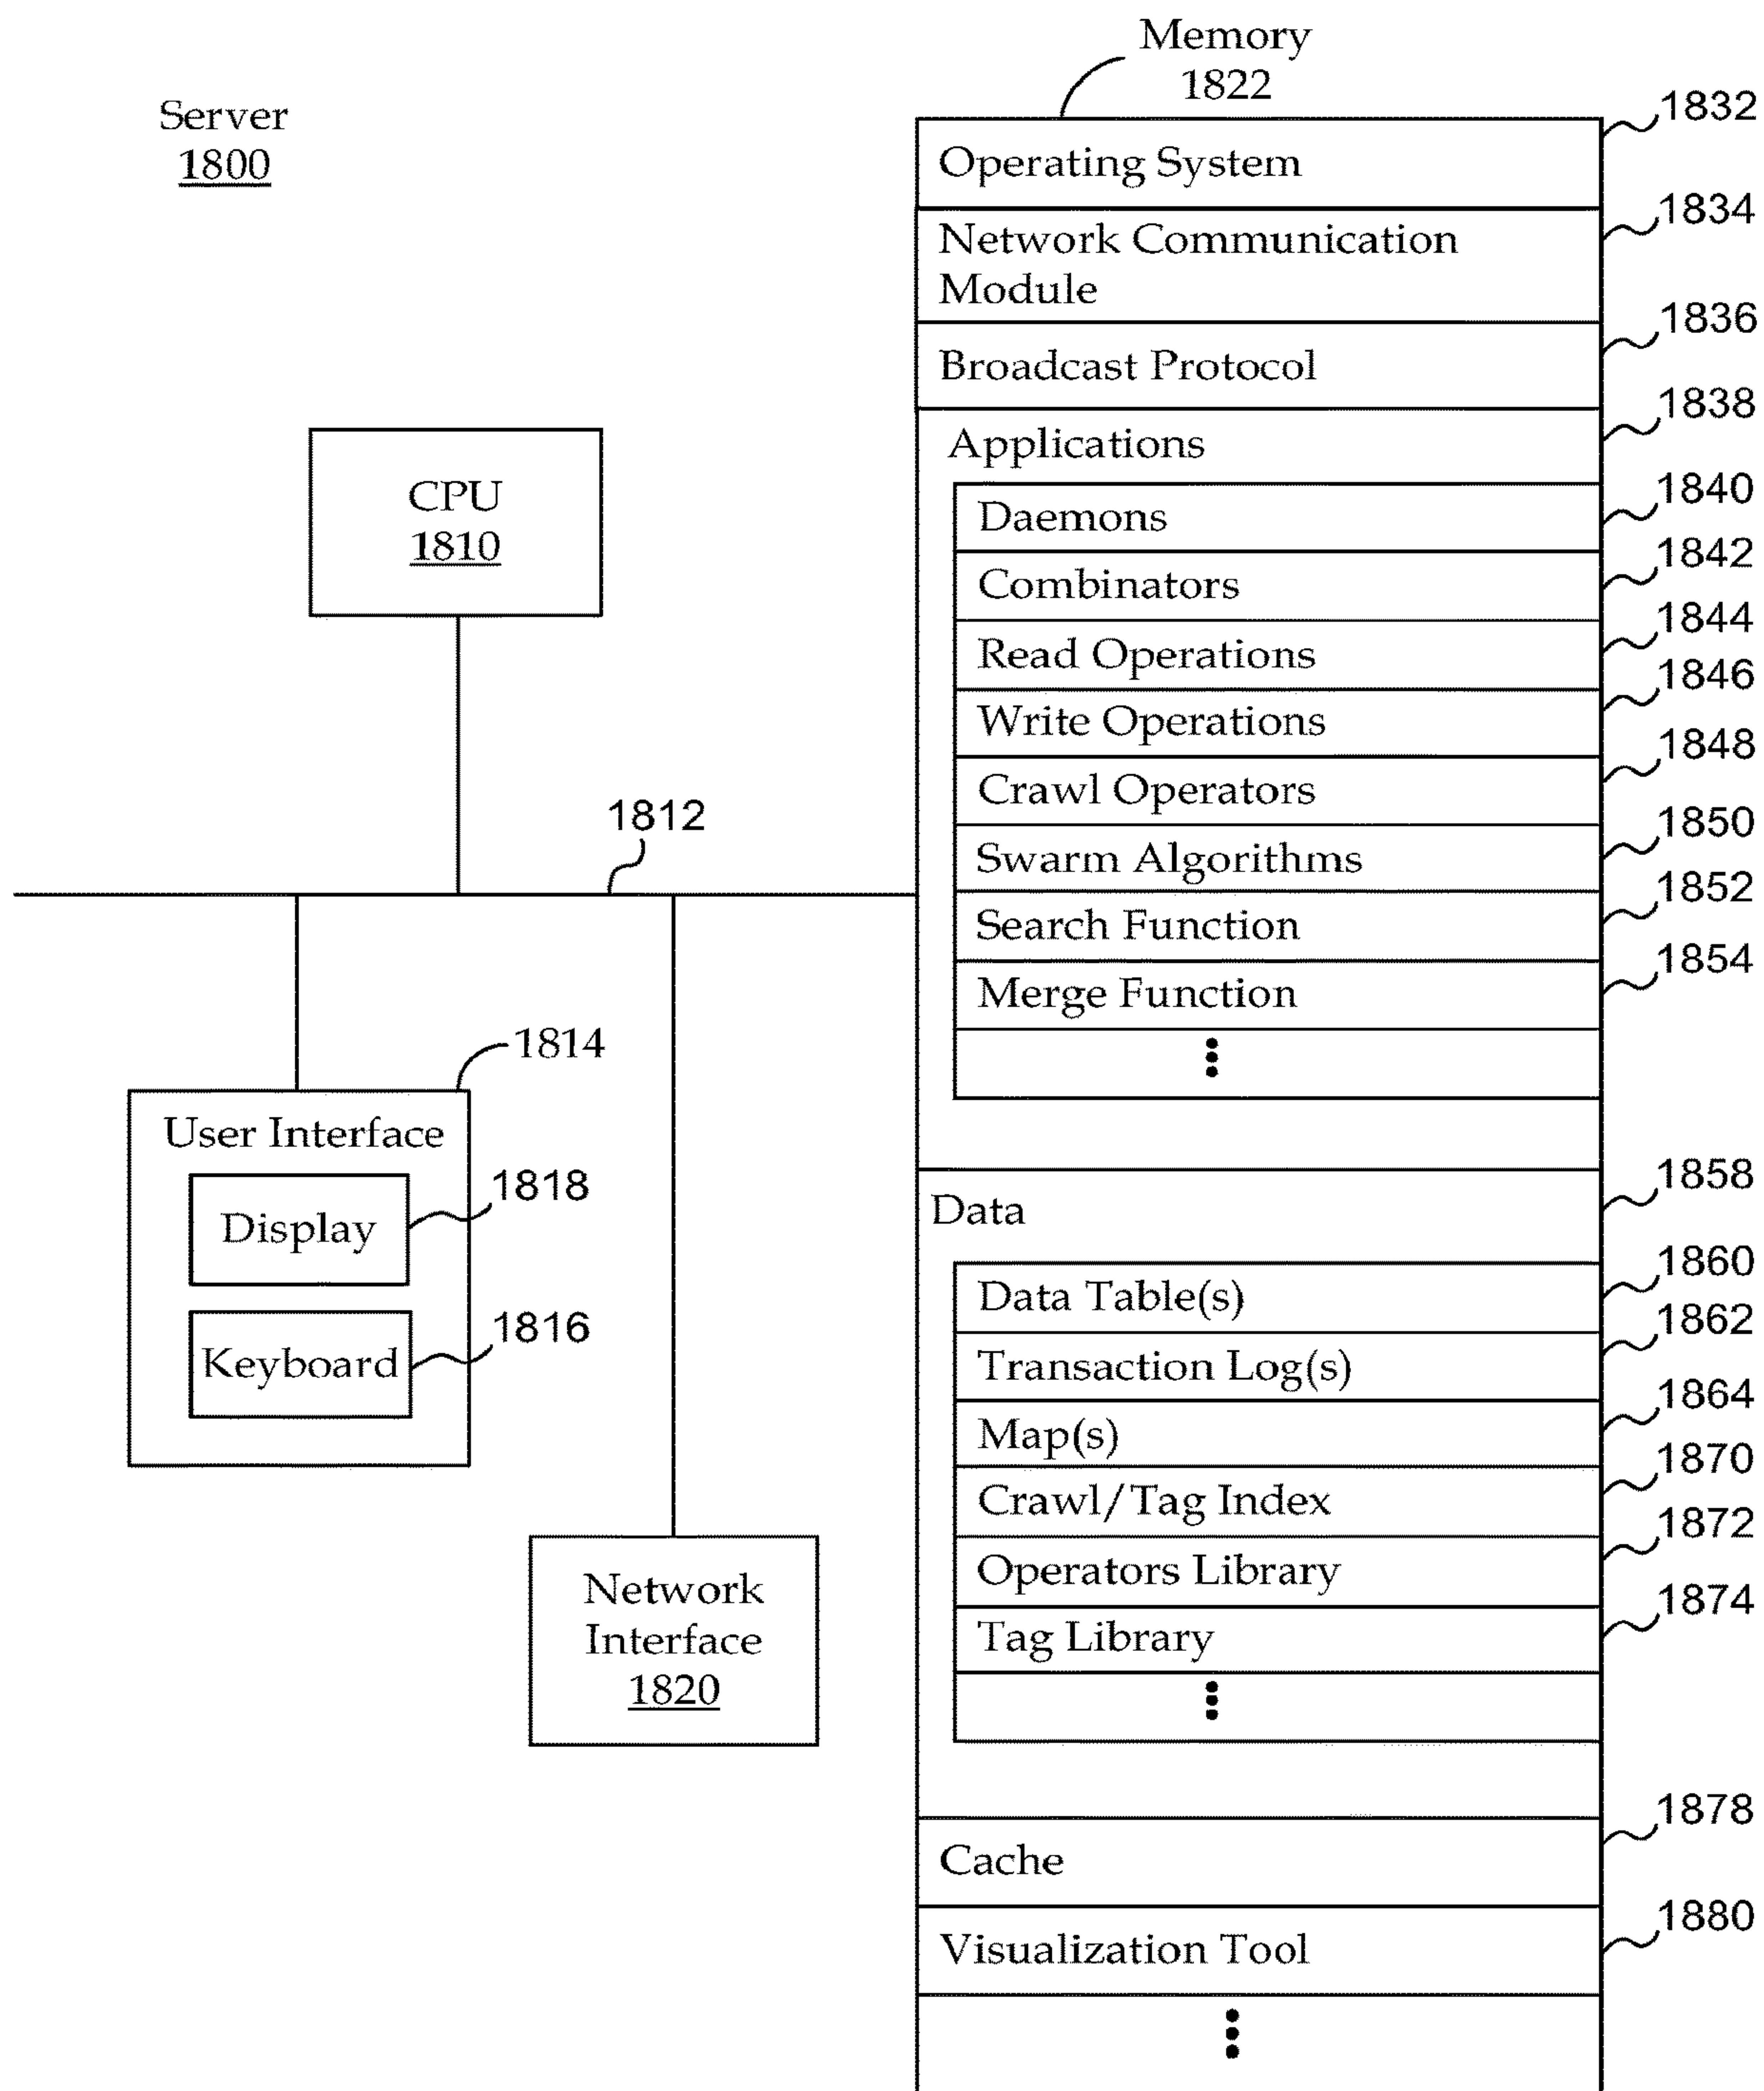 Server
1800
CPU
1810
1812
1814
User Interface
Display
1818
Keyboard
1816
Network
Interface
1820
Memory
1822
Operating System
1832
Network Communication
Module
1834
Broadcast Protocol
1836
Applications
1838
Daemons
1840
Combinators
1842
Read Operations
1844
Write Operations
1846
Crawl Operators
1848
Swarm Algorithms
1850
Search Function
1852
Merge Function
1854
Data
1858
Data Table(s)
1860
Transaction Log(s)
1862
Map(s)
1864
Crawl/Tag Index
1870
Operators Library
1872
Tag Library
1874
Cache
1878
Visualization Tool
1880